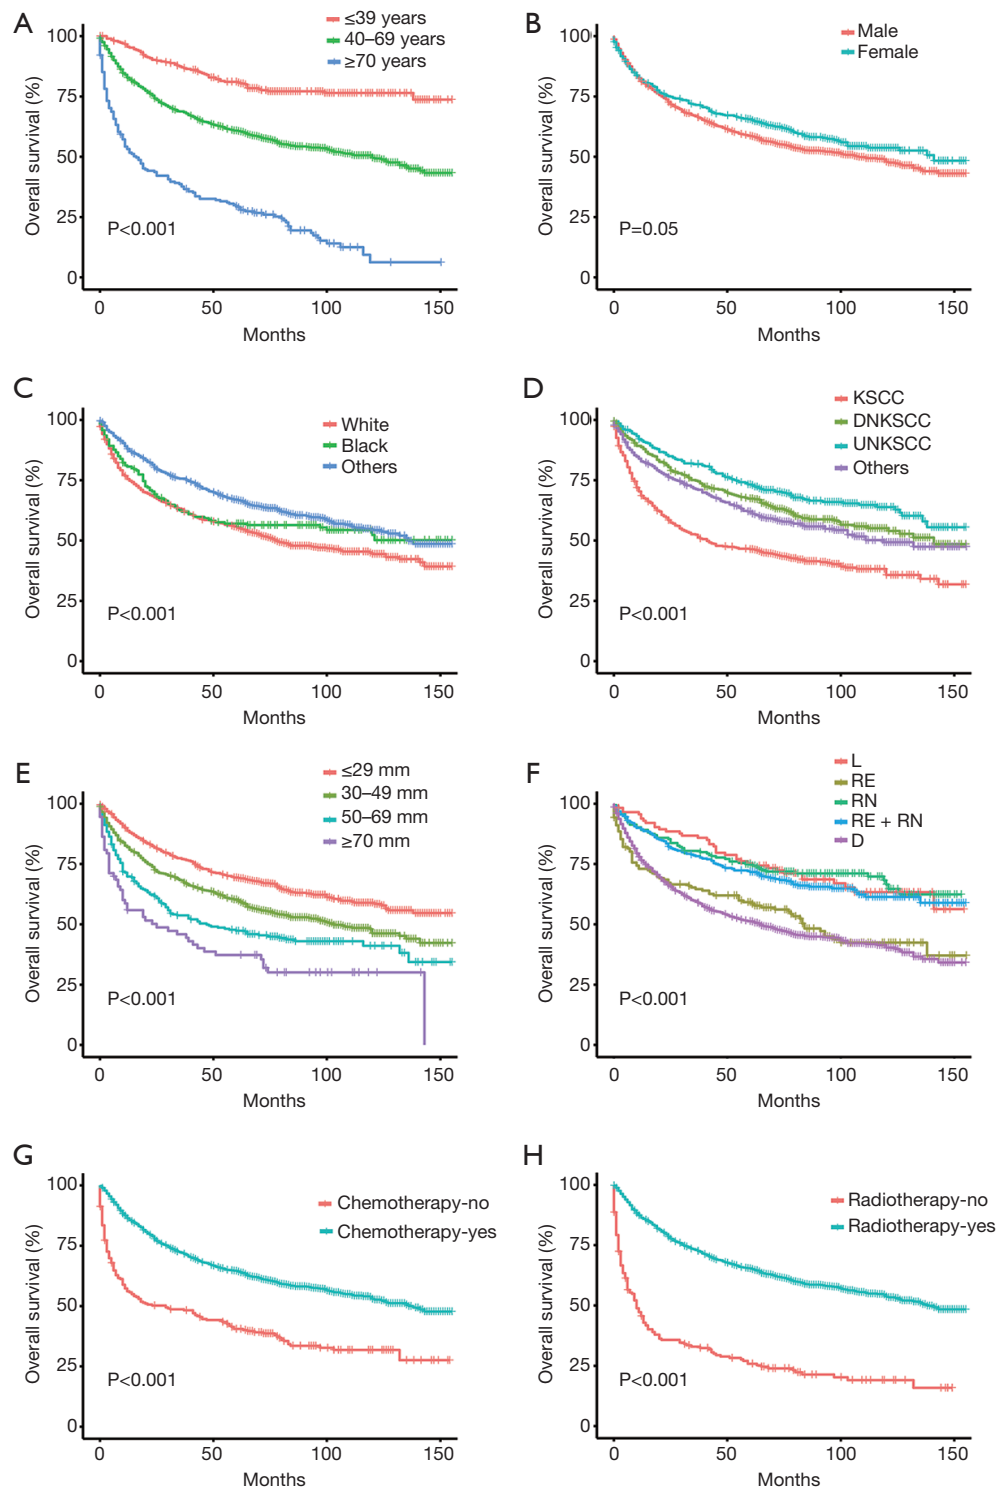 A
≤39 years
40–69 years
≥70 years
100
75
50
25
0
Overall survival (%)
P<0.001
0 50 100 150
Months
B
Male
Female
100
75
50
25
0
Overall survival (%)
P=0.05
0 50 100 150
Months
C
White
Black
Others
100
75
50
25
0
Overall survival (%)
P<0.001
0 50 100 150
Months
D
KSCC
DNKSCC
UNKSCC
Others
100
75
50
25
0
Overall survival (%)
P<0.001
0 50 100 150
Months
E
≤29 mm
30–49 mm
50–69 mm
≥70 mm
100
75
50
25
0
Overall survival (%)
P<0.001
0 50 100 150
Months
F
L
RE
RN
RE + RN
D
100
75
50
25
0
Overall survival (%)
P<0.001
0 50 100 150
Months
G
Chemotherapy-no
Chemotherapy-yes
100
75
50
25
0
Overall survival (%)
P<0.001
0 50 100 150
Months
H
Radiotherapy-no
Radiotherapy-yes
100
75
50
25
0
Overall survival (%)
P<0.001
0 50 100 150
Months